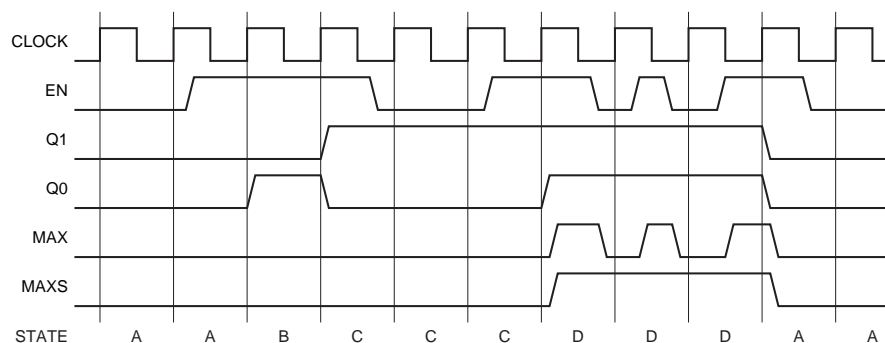 CLOCK
EN
Q1
Q0
MAX
MAXS
STATE A A B C C C D D D A A